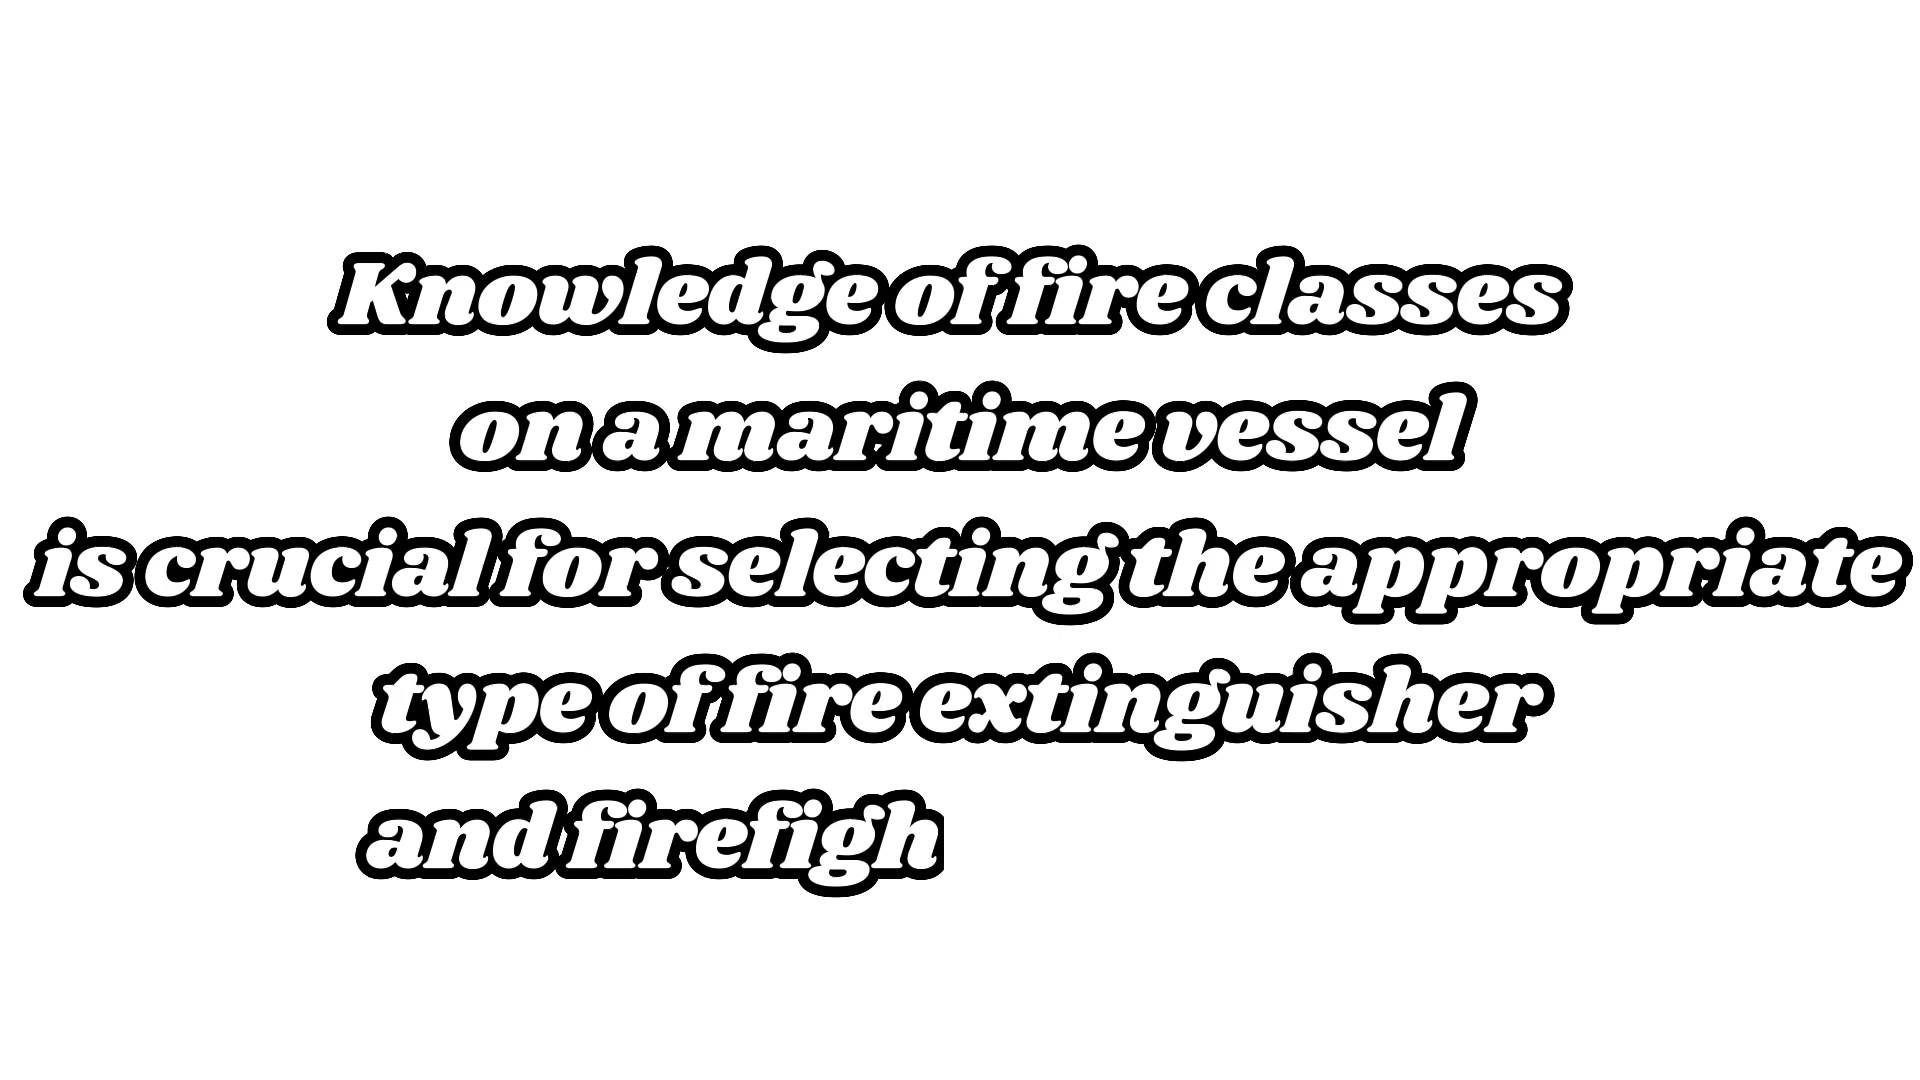 Knowledge of fire classes
on a maritime vessel
is crucial for selecting the appropriate
type of fire extinguisher
and firefigh